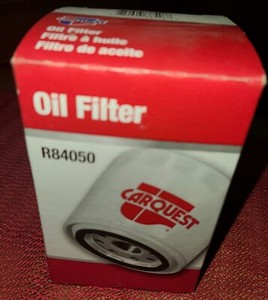 Oil Filter
Filtre à huile
Filtro de aceite
Oil Filter
R84050
CARQUEST